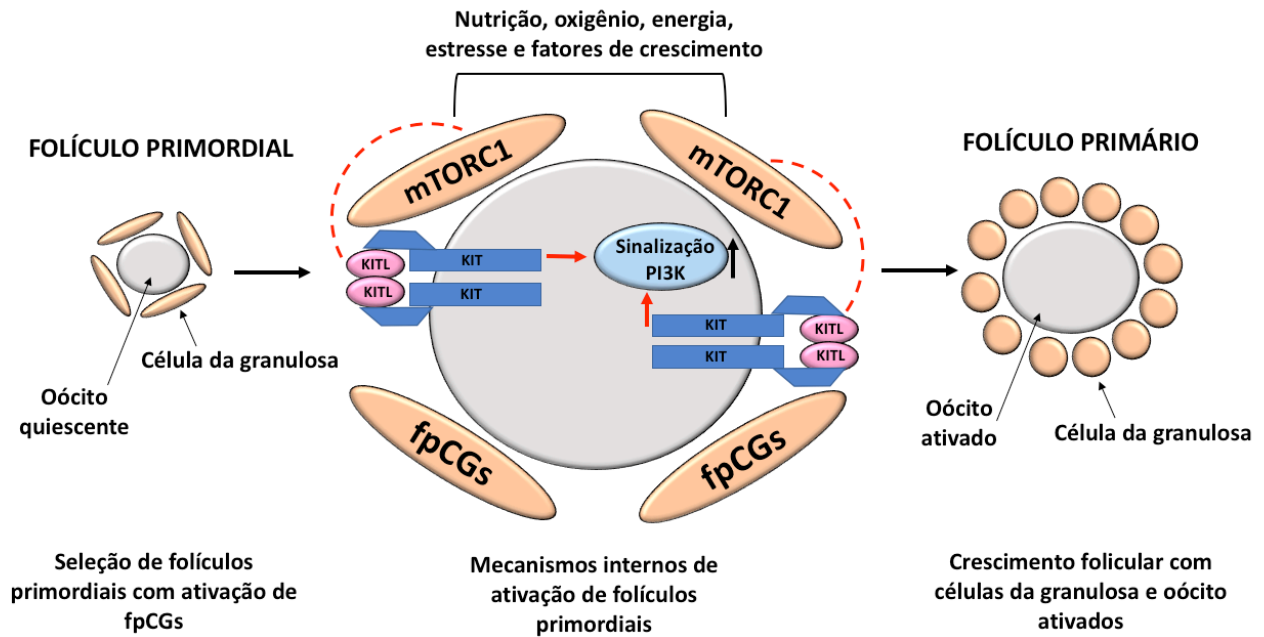 Nutrição, oxigênio, energia,
estresse e fatores de crescimento
FOLÍCULO PRIMORDIAL
Célula da granulosa
Oócito
quiescente
mTORC1
mTORC1
KITL
KITL
KIT
KIT
Sinalização
PI3K
KIT
KIT
KITL
KITL
fpCGs
fpCGs
FOLÍCULO PRIMÁRIO
Oócito
ativado
Célula da granulosa
Seleção de folículos
primordiais com ativação de
fpCGs
Mecanismos internos de
ativação de folículos
primordiais
Crescimento folicular com
células da granulosa e oócito
ativados